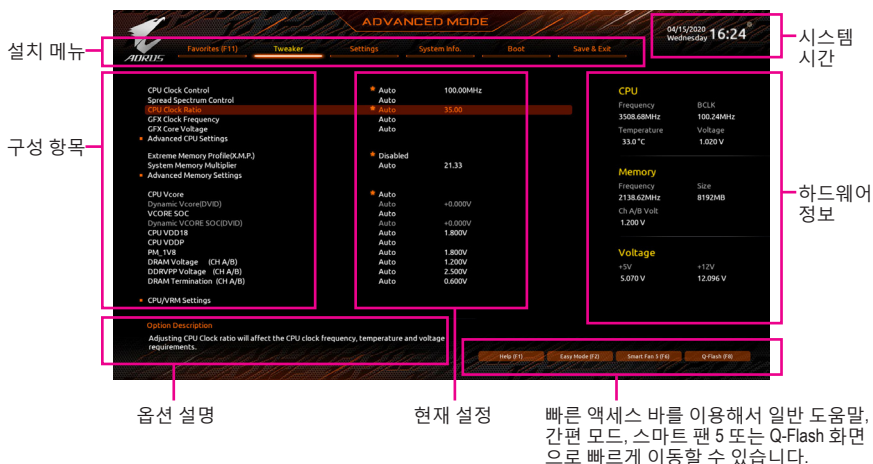 ADVANCED MODE
04/15/2020
Wednesday 16:24
AORUS
Favorites (F11) Tweaker Settings System Info. Boot Save & Exit
설치 메뉴
시스템
시간
CPU Clock Control Auto 100.00MHz
Spread Spectrum Control Auto
CPU Clock Ratio Auto 35.00
GFX Clock Frequency Auto
GFX Core Voltage Auto
Advanced CPU Settings
Extreme Memory Profile(X.M.P.) Disabled
System Memory Multiplier Auto 21.33
Advanced Memory Settings
CPU Vcore Auto
Dynamic Vcore(DVID) Auto +0.000V
VCORE SOC Auto
Dynamic VCORE SOC(DVID) Auto +0.000V
CPU VDD18 Auto 1.800V
CPU VDDP Auto
PM_1V8 Auto 1.800V
DRAM Voltage (CH A/B) Auto 1.200V
DDRVPP Voltage (CH A/B) Auto 2.500V
DRAM Termination (CH A/B) Auto 0.600V
CPU/VRM Settings
구성 항목
CPU
Frequency BCLK
3508.68MHz 100.24MHz
Temperature Voltage
33.0 °C 1.020 V
Memory
Frequency Size
2138.62MHz 8192MB
Ch A/B Volt
1.200 V
Voltage
+5V +12V
5.070 V 12.096 V
하드웨어
정보
Option Description
Adjusting CPU Clock ratio will affect the CPU clock frequency, temperature and voltage
requirements.
Help (F1) Easy Mode (F2) Smart Fan 5 (F6) Q-Flash (F8)
옵션 설명
현재 설정
빠른 액세스 바를 이용해서 일반 도움말,
간편 모드, 스마트 팬 5 또는 Q-Flash 화면
으로 빠르게 이동할 수 있습니다.